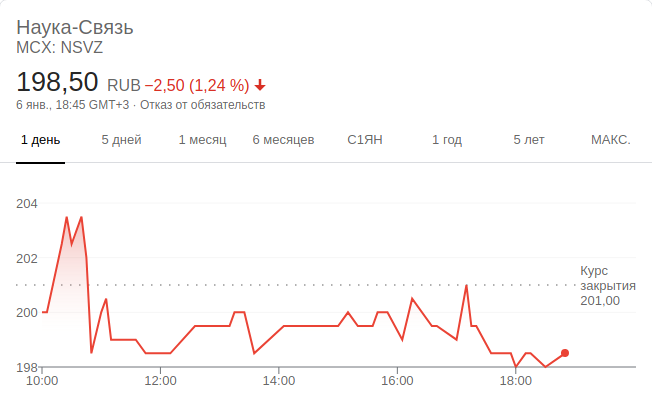 Наука-Связь
MCX: NSVZ
198,50 RUB −2,50 (1,24 %)
6 янв., 18:45 GMT+3 · Отказ от обязательств
1 день 5 дней 1 месяц 6 месяцев С1ЯН 1 год 5 лет МАКС.
204
202
Курс
закрытия
201,00
200
198
10:00 12:00 14:00 16:00 18:00